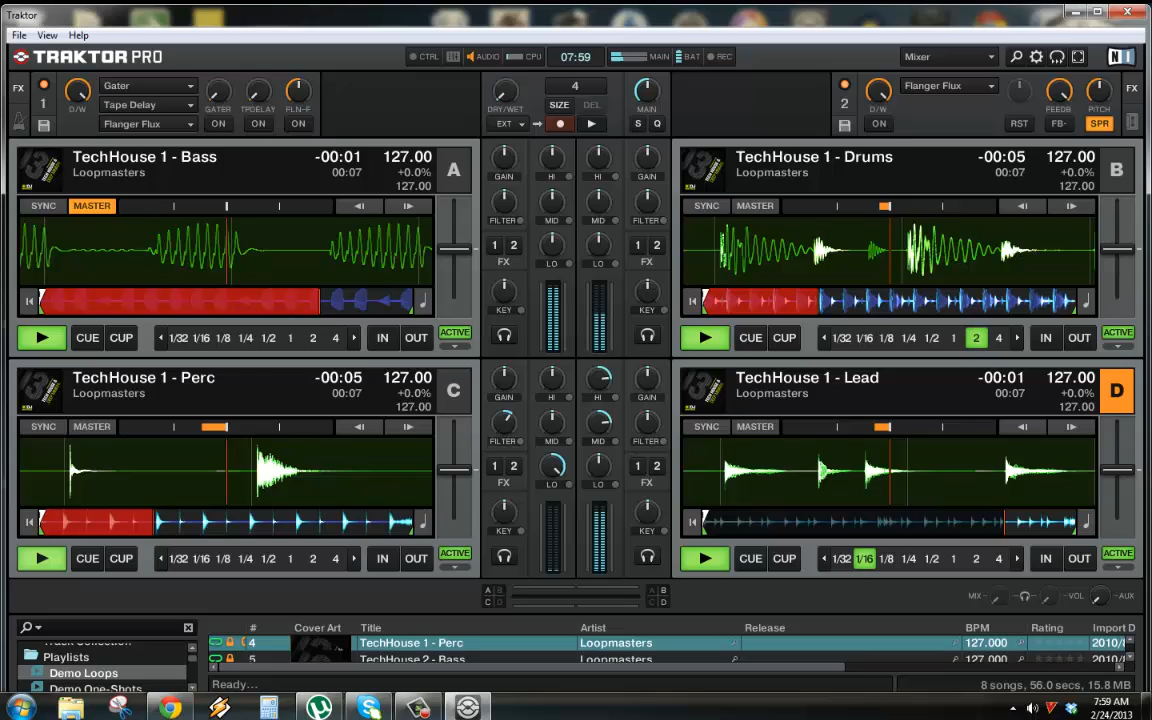 Traktor
File View Help
TRAKTOR PRO CTRL AUDIO CPU 07:59 MAIN BAT REC Mixer
FX 1 D/W Gater Tape Delay Flanger Flux GATER TPDELAY FLN-F ON ON ON
DRY/WET 4 SIZE DEL EXT MAIN S Q
2 D/W ON Flanger Flux FEEDB PITCH RST FB- SPR FX
TechHouse 1 - Bass -00:01 127.00 A
Loopmasters 00:07 +0.0%
127.00
SYNC MASTER
CUE CUP 1/32 1/16 1/8 1/4 1/2 1 2 4 IN OUT ACTIVE
GAIN HI HI GAIN
FILTER MID MID FILTER
1 2 LO LO 1 2
FX FX
KEY KEY
TechHouse 1 - Drums -00:05 127.00 B
Loopmasters 00:07 +0.0%
127.00
SYNC MASTER
CUE CUP 1/32 1/16 1/8 1/4 1/2 1 2 4 IN OUT ACTIVE
TechHouse 1 - Perc -00:05 127.00 C
Loopmasters 00:07 +0.0%
127.00
SYNC MASTER
CUE CUP 1/32 1/16 1/8 1/4 1/2 1 2 4 IN OUT ACTIVE
GAIN HI HI GAIN
FILTER MID MID FILTER
1 2 LO LO 1 2
FX FX
KEY KEY
TechHouse 1 - Lead -00:01 127.00 D
Loopmasters 00:07 +0.0%
127.00
SYNC MASTER
CUE CUP 1/32 1/16 1/8 1/4 1/2 1 2 4 IN OUT ACTIVE
A B A B
C D C D
MIX VOL AUX
# Cover Art Title Artist Release BPM Rating Import D
Track Collection
Playlists
Demo Loops
Demo One-Shots
4 TechHouse 1 - Perc Loopmasters 127.000 2010/
5 TechHouse 2 - Bass Loopmasters 127.000 2010/
Ready... 8 songs, 56.0 secs, 15.8 MB
7:59 AM
2/24/2013